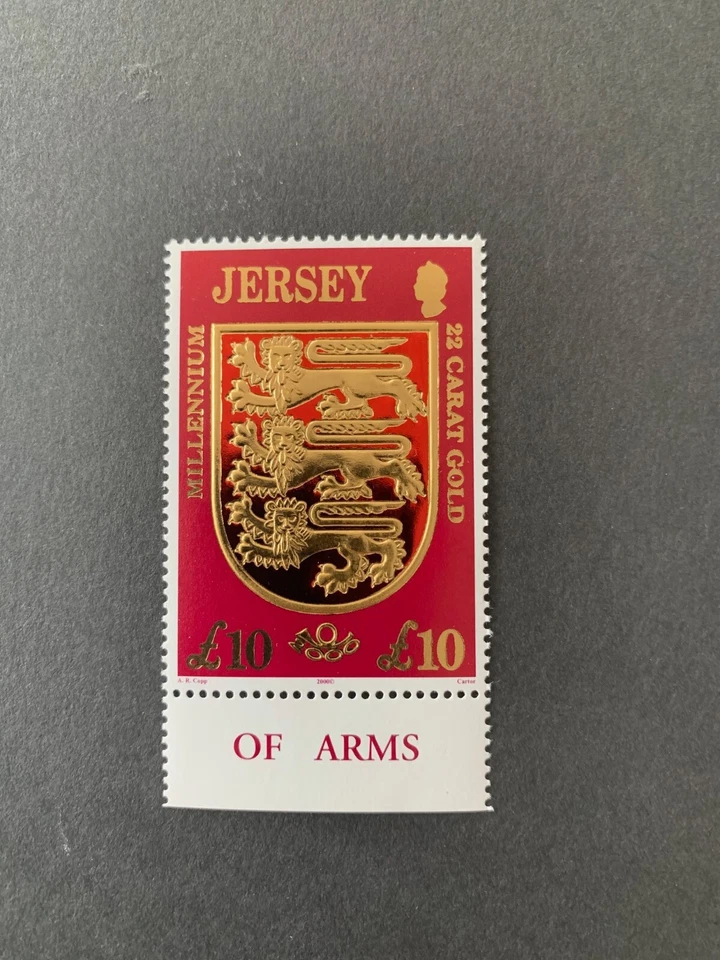 JERSEY
MILLENNIUM
22 CARAT GOLD
£10
£10
A. R. Copp
2000©
Cartor
OF ARMS